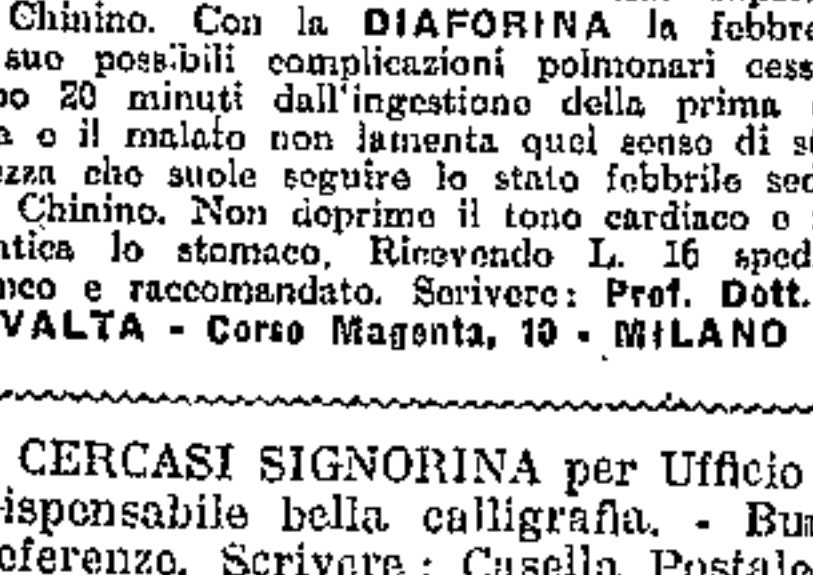 Chinino. Con la DIAFORINA la febbre
sue possibili complicazioni polmonari cess
po 20 minuti dall'ingestione della prima
a e il malato non lamenta quel senso di s
ezza che suole seguire lo stato febbrile sed
Chinino. Non deprime il tono cardiaco e
ntica lo stomaco. Ricevendo L. 16 sped
nco e raccomandato. Scrivere: Prof. Dott.
VALTA - Corso Magenta, 10 - MILANO
CERCASI SIGNORINA per Ufficio
ispensabile bella calligrafia. - Bu
eferenze. Scrivere: Casella Postale